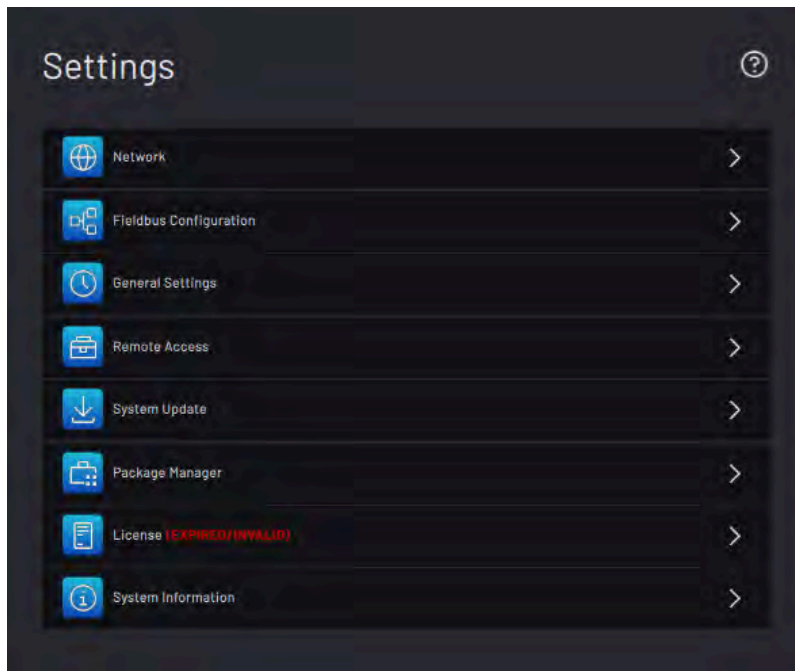 Settings
Network
Fieldbus Configuration
General Settings
Remote Access
System Update
Package Manager
License (EXPIRED/INVALID)
System Information